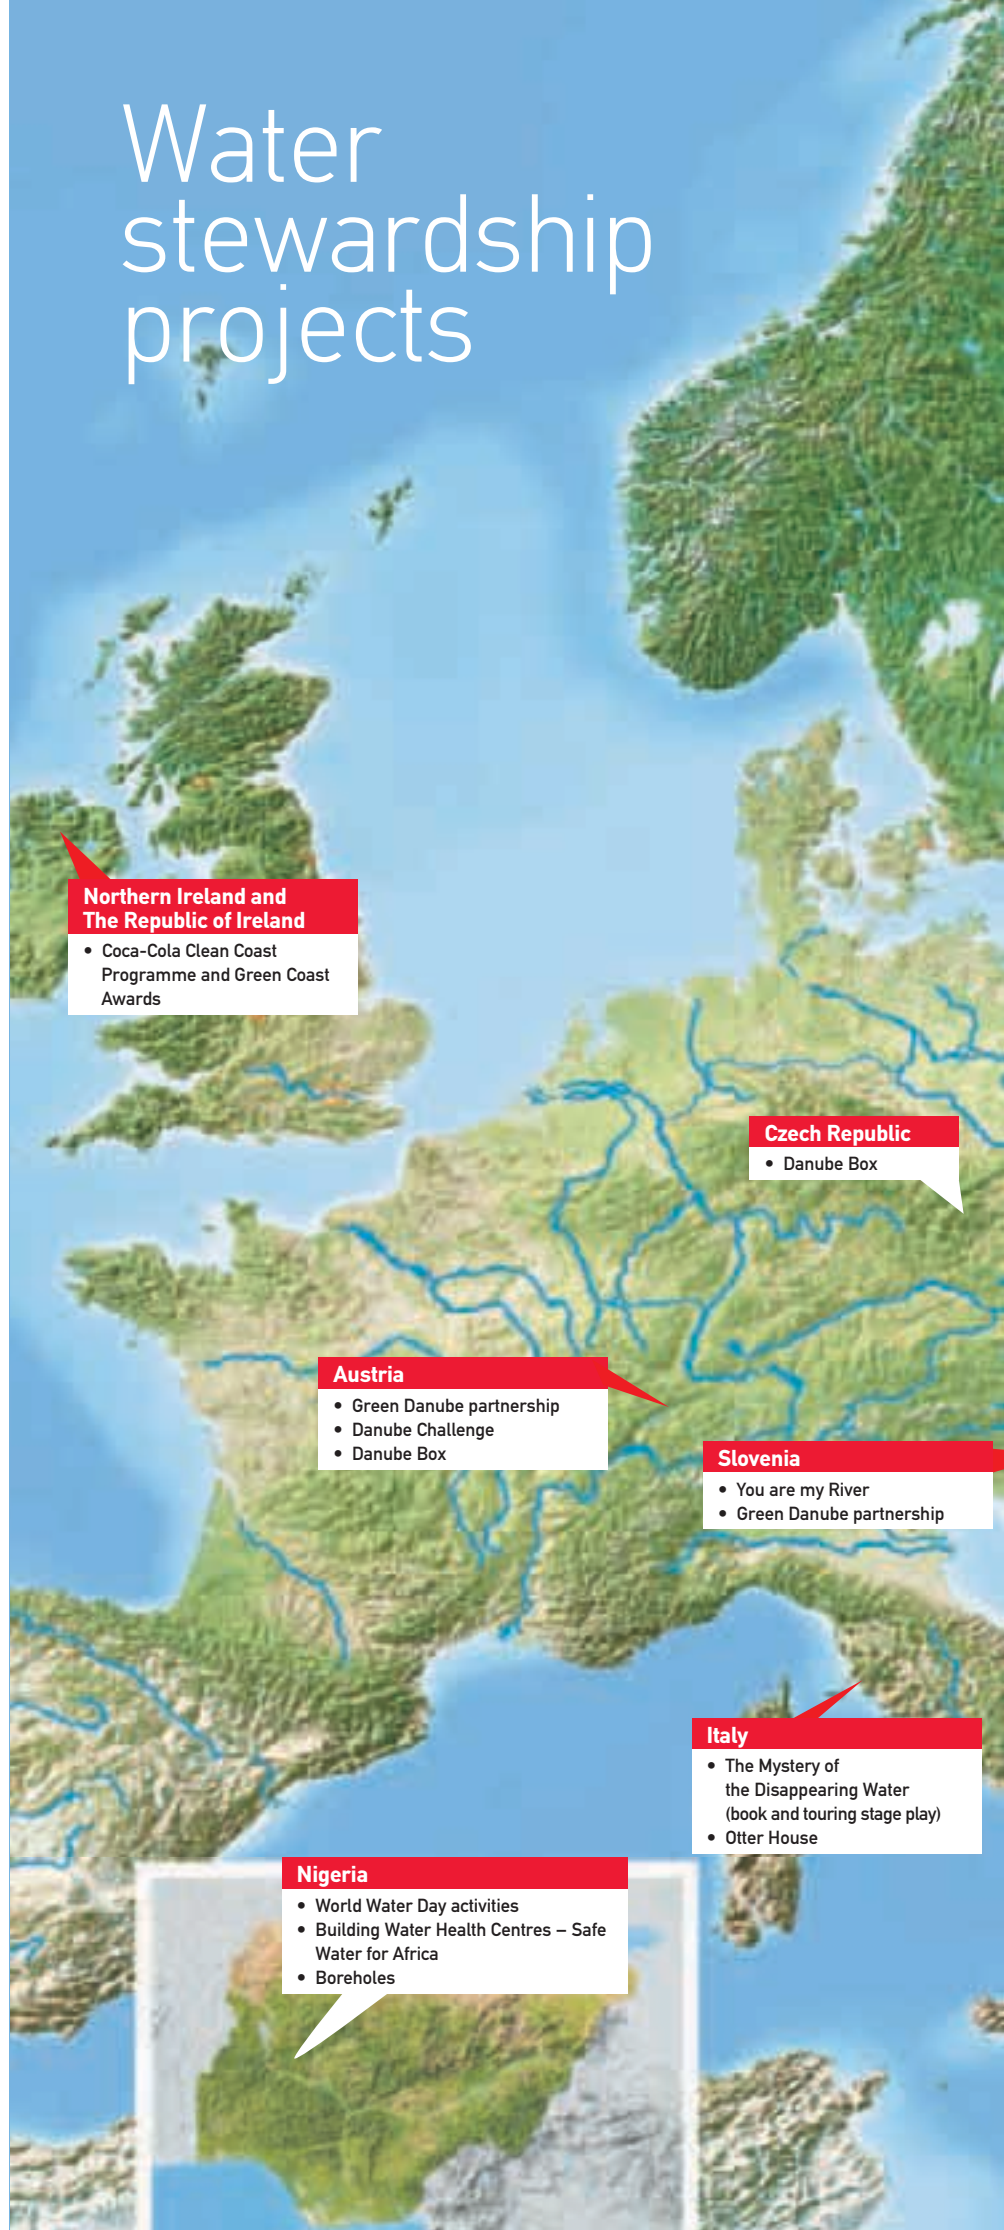 Water
stewardship
projects
Northern Ireland and
The Republic of Ireland
• Coca-Cola Clean Coast
Programme and Green Coast
Awards
Czech Republic
• Danube Box
Austria
• Green Danube partnership
• Danube Challenge
• Danube Box
Slovenia
• You are my River
• Green Danube partnership
Italy
• The Mystery of
the Disappearing Water
(book and touring stage play)
• Otter House
Nigeria
• World Water Day activities
• Building Water Health Centres – Safe
Water for Africa
• Boreholes